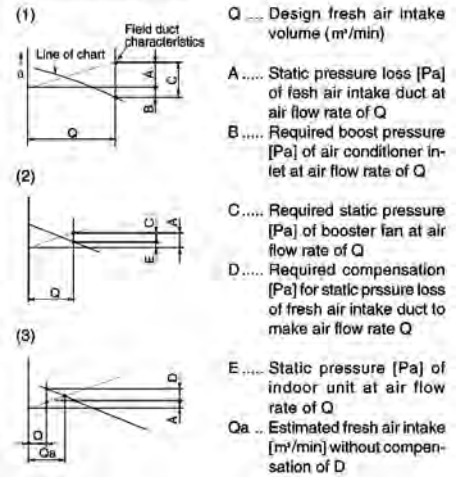 (1)
Field duct
characteristics
Line of chart
P
A
C
B
Q
(2)
C
A
E
Q
(3)
D
A
Q
Qa
Q ... Design fresh air intake
volume (m³/min)
A ..... Static pressure loss [Pa]
of fesh air intake duct at
air flow rate of Q
B ..... Required boost pressure
[Pa] of air conditioner in-
let at air flow rate of Q
C ..... Required static pressure
[Pa] of booster fan at air
flow rate of Q
D ..... Required compensation
[Pa] for static prssure loss
of fresh air intake duct to
make air flow rate Q
E ..... Static pressure [Pa] of
indoor unit at air flow
rate of Q
Qa .. Estimated fresh air intake
[m³/min] without compen-
sation of D